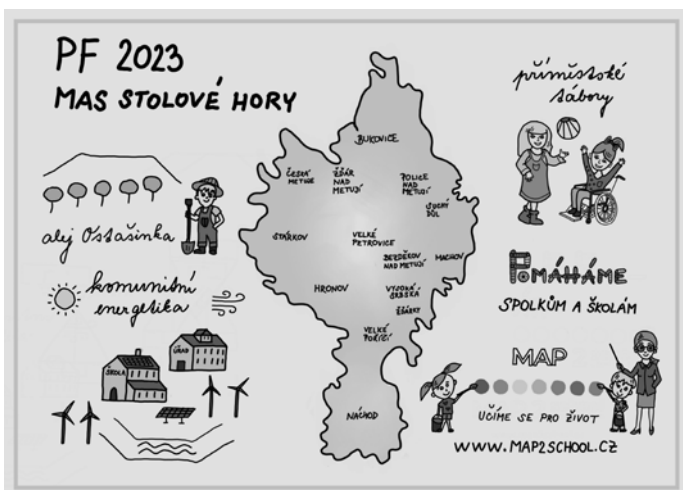 PF 2023
MAS STOLOVÉ HORY
alej Ostašinka
komunitní
energetika
ŠKOLA
ÚŘAD
BUKOVICE
ČESKÁ
METUJE
ŽĎÁR
NAD
METUJÍ
POLICE
NAD
METUJÍ
SUCHÝ
DŮL
STÁRKOV
VELKÉ
PETROVICE
BEZDĚKOV
NAD METUJÍ
MACHOV
HRONOV
VYSOKÁ
SRBSKÁ
ŽĎÁRKY
VELKÉ
POŘÍČÍ
NÁCHOD
příměstské
tábory
POMÁHÁME
SPOLKŮM A ŠKOLÁM
MAP
UČÍME SE PRO ŽIVOT
WWW.MAP2SCHOOL.CZ